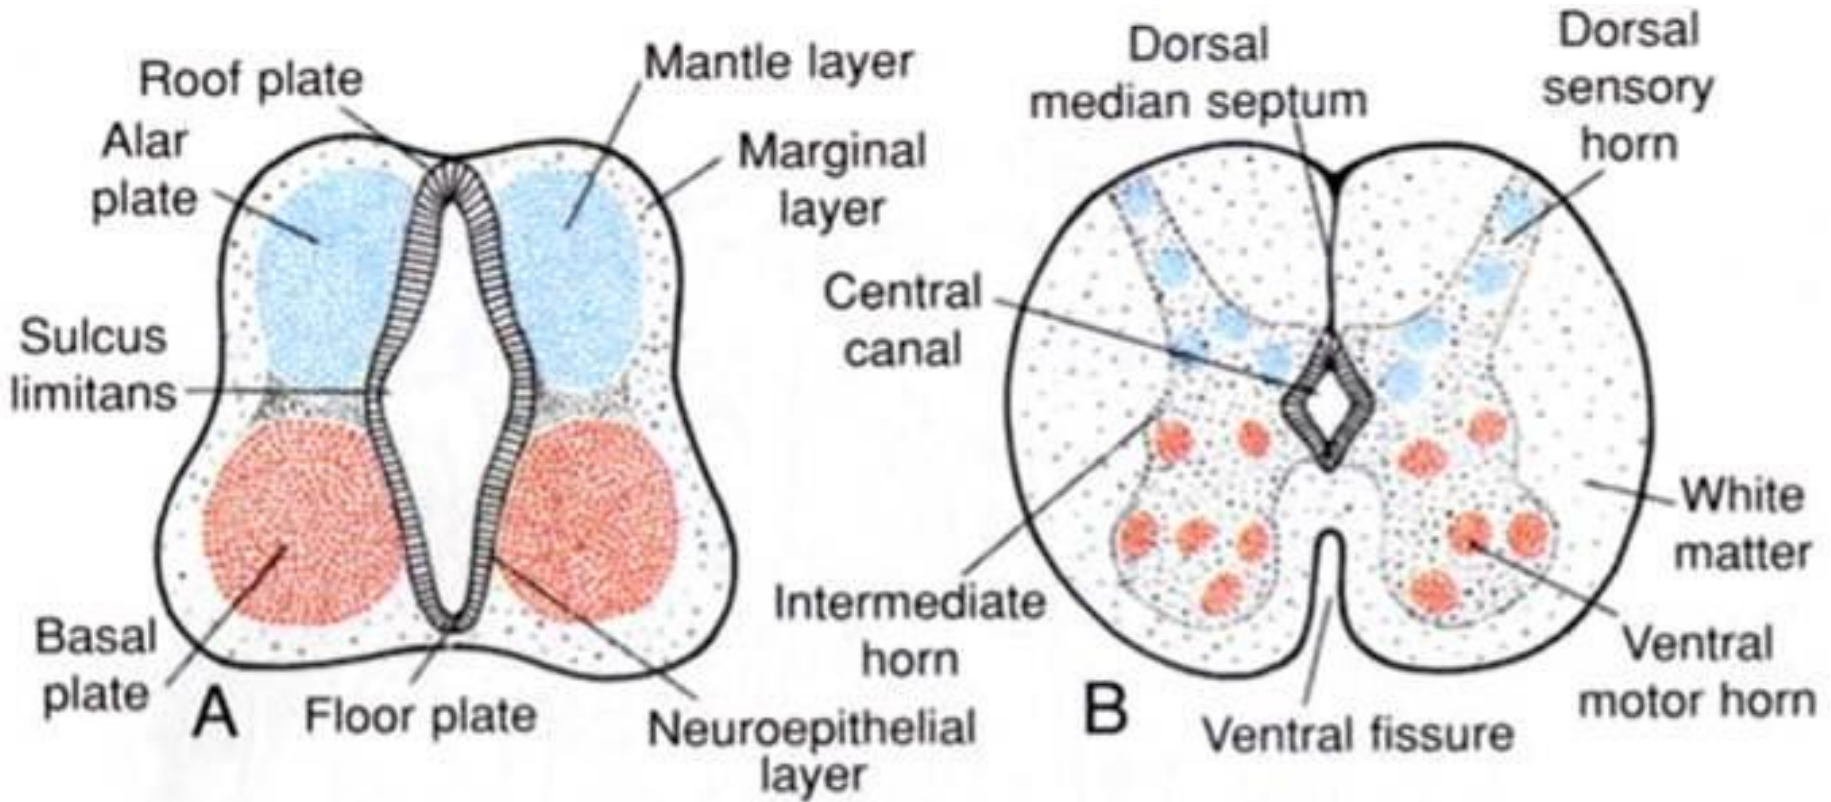 Roof plate
Mantle layer
Alar
plate
Marginal
layer
Sulcus
limitans
Basal
plate
A
Floor plate
Neuroepithelial
layer
Dorsal
median septum
Dorsal
sensory
horn
Central
canal
Intermediate
horn
White
matter
Ventral
motor horn
B
Ventral fissure